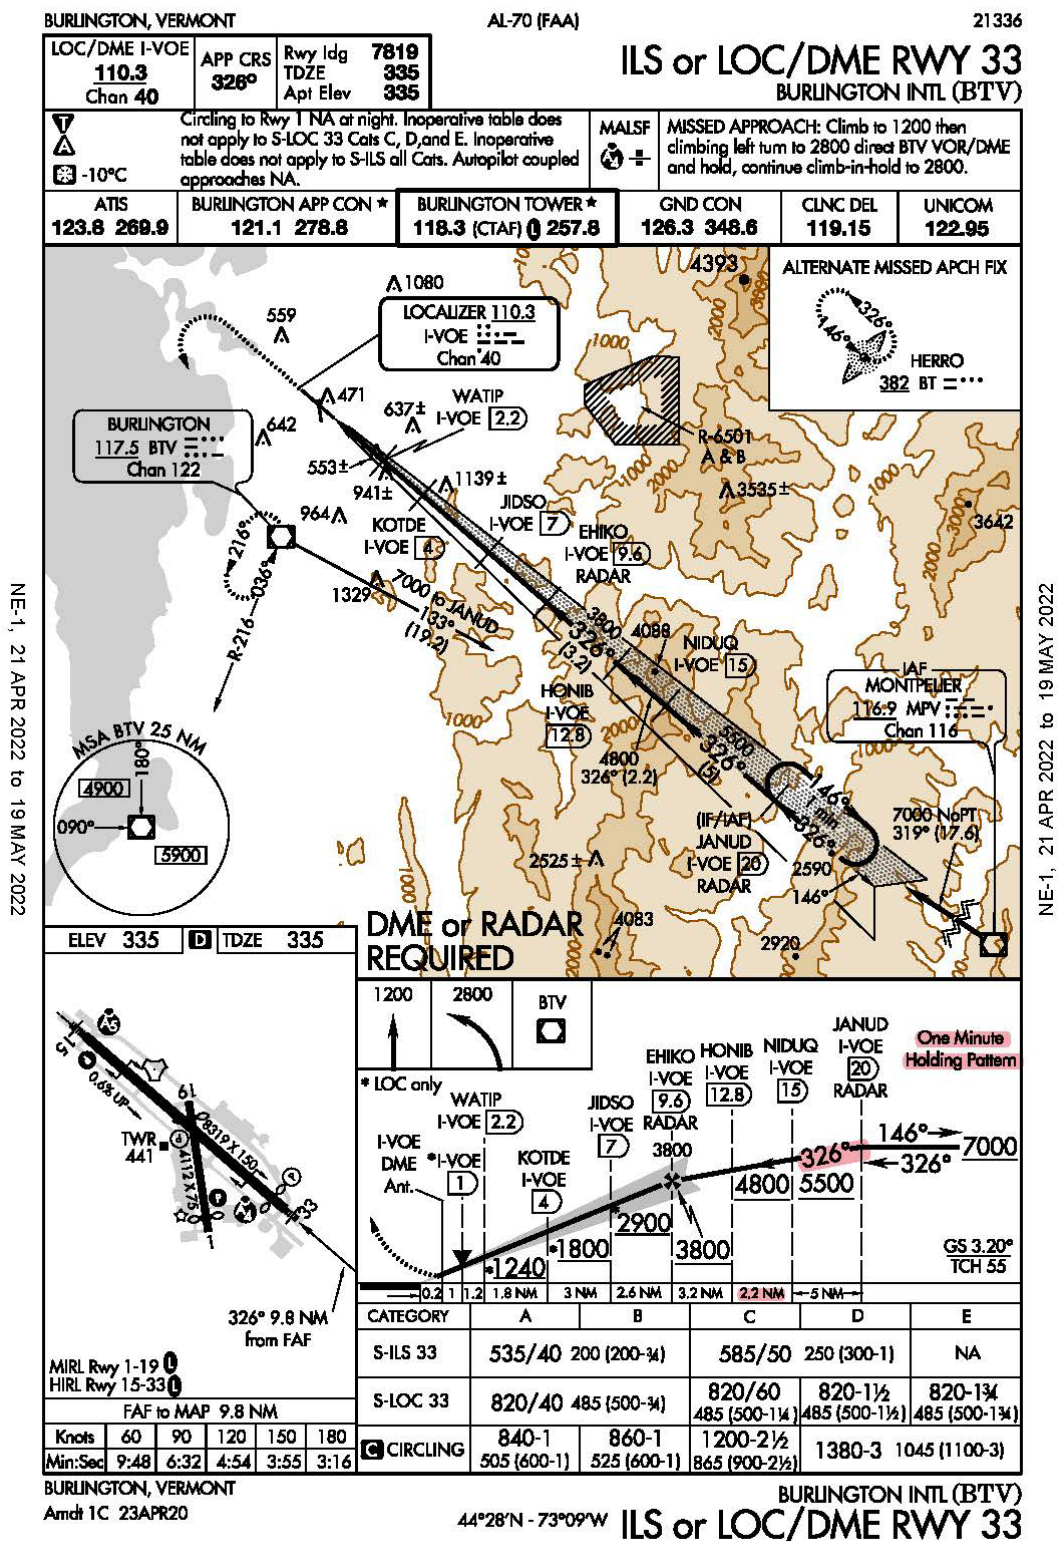 BURLINGTON, VERMONT
AL-70 (FAA)
21336
LOC/DME I-VOE
110.3
Chan 40
APP CRS
326°
Rwy ldg 7819
TDZE 335
Apt Elev 335
ILS or LOC/DME RWY 33
BURLINGTON INTL (BTV)
T
A
-10°C
Circling to Rwy 1 NA at night. Inoperative table does
not apply to S-LOC 33 Cats C, D,and E. Inoperative
table does not apply to S-ILS all Cats. Autopilot coupled
approaches NA.
MALSF
MISSED APPROACH: Climb to 1200 then
climbing left turn to 2800 direct BTV VOR/DME
and hold, continue climb-in-hold to 2800.
ATIS
123.8 269.9
BURLINGTON APP CON *
121.1 278.8
BURLINGTON TOWER *
118.3 (CTAF) L 257.8
GND CON
126.3 348.6
CLNC DEL
119.15
UNICOM
122.95
ALTERNATE MISSED APCH FIX
326°
146°
HERRO
382 BT
4393
3000
2000
1000
1080
559
LOCALIZER 110.3
I-VOE
Chan 40
471
637±
WATIP
I-VOE 2.2
BURLINGTON
117.5 BTV
Chan 122
642
553±
941±
1139±
964
R-6501
A & B
3535±
3642
3000
2000
1000
2000
JIDSO
I-VOE 7
KOTDE
I-VOE 4
EHIKO
I-VOE 9.6
RADAR
216°
036°
R-216
1329
7000 to JANUD
133°
(19.2)
3800
326°
(3.2)
4088
NIDUQ
I-VOE 15
HONIB
I-VOE
12.8
1000
2000
4800
326° (2.2)
5500
326°
(5)
IAF
MONTPELIER
116.9 MPV
Chan 116
1000
MSA BTV 25 NM
180°
4900
090°
5900
(IF/IAF)
JANUD
I-VOE 20
RADAR
146°
1 min
326°
7000 NoPT
319° (17.6)
2525±
2590
146°
1000
4083
2920
2000
DME or RADAR
REQUIRED
NE-1, 21 APR 2022 to 19 MAY 2022
NE-1, 21 APR 2022 to 19 MAY 2022
ELEV 335
D TDZE 335
15
A5
0.6% UP
19
8319 X 150
TWR
441
P
4112 X 75
A
33
1
326° 9.8 NM
from FAF
MIRL Rwy 1-19 L
HIRL Rwy 15-33 L
FAF to MAP 9.8 NM
Knots 60 90 120 150 180
Min:Sec 9:48 6:32 4:54 3:55 3:16
1200
2800
BTV
* LOC only
I-VOE
DME
Ant.
*I-VOE
1
WATIP
I-VOE 2.2
KOTDE
I-VOE
4
JIDSO
I-VOE
7
EHIKO
I-VOE
9.6
RADAR
3800
HONIB
I-VOE
12.8
NIDUQ
I-VOE
15
JANUD
I-VOE
20
RADAR
One Minute
Holding Pattern
146°
326°
326°
7000
4800
5500
*2900
3800
*1800
*1240
GS 3.20°
TCH 55
0.2 1 1.2 1.8 NM 3 NM 2.6 NM 3.2 NM 2.2 NM 5 NM
CATEGORY A B C D E
S-ILS 33 535/40 200 (200-¾) 585/50 250 (300-1) NA
S-LOC 33 820/40 485 (500-¾)
820/60
485 (500-1¼)
820-1½
485 (500-1½)
820-1¾
485 (500-1¾)
C CIRCLING
840-1
505 (600-1)
860-1
525 (600-1)
1200-2½
865 (900-2½)
1380-3 1045 (1100-3)
BURLINGTON, VERMONT
Amdt 1C 23APR20
44°28'N - 73°09'W
BURLINGTON INTL (BTV)
ILS or LOC/DME RWY 33